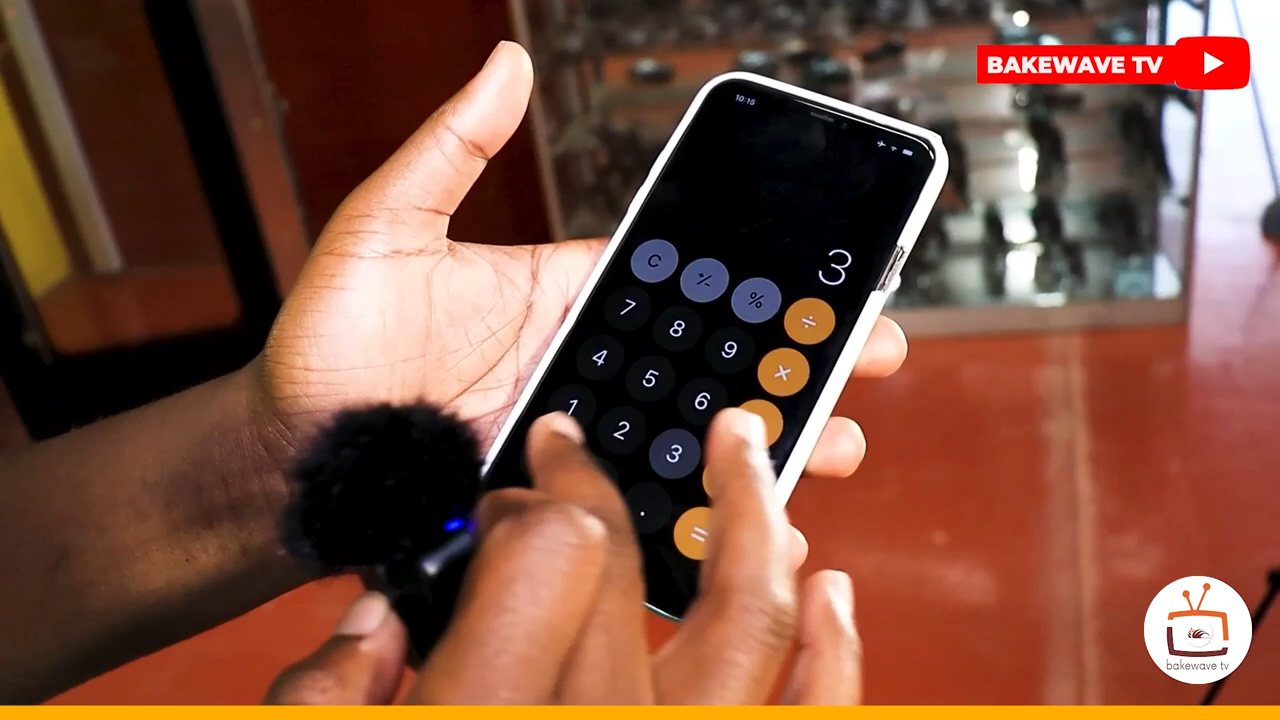 BAKEWAVE TV
10:15
3
C +/- % ÷
7 8 9 ×
4 5 6
1 2 3
. =
bakewave tv